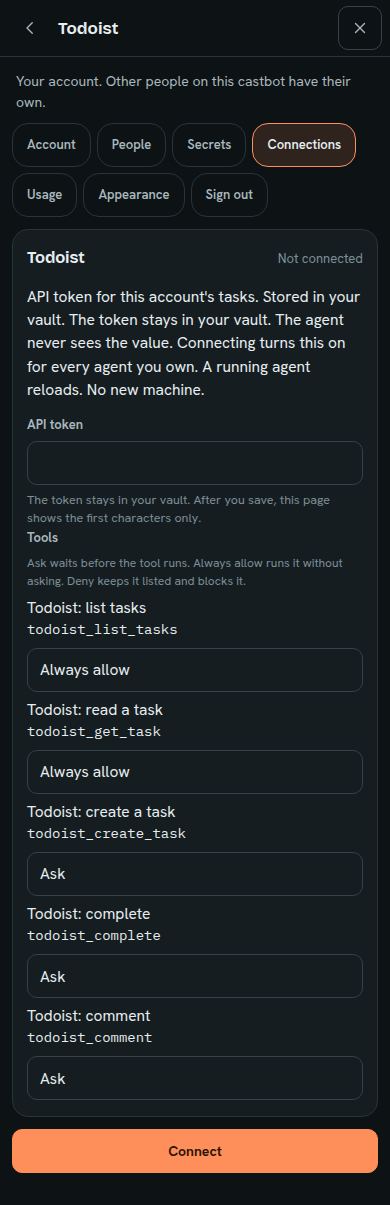 Todoist
Your account. Other people on this castbot have their
own.
Account
People
Secrets
Connections
Usage
Appearance
Sign out
Todoist
Not connected
API token for this account's tasks. Stored in your
vault. The token stays in your vault. The agent
never sees the value. Connecting turns this on
for every agent you own. A running agent
reloads. No new machine.
API token
The token stays in your vault. After you save, this page
shows the first characters only.
Tools
Ask waits before the tool runs. Always allow runs it without
asking. Deny keeps it listed and blocks it.
Todoist: list tasks
todoist_list_tasks
Always allow
Todoist: read a task
todoist_get_task
Always allow
Todoist: create a task
todoist_create_task
Ask
Todoist: complete
todoist_complete
Ask
Todoist: comment
todoist_comment
Ask
Connect